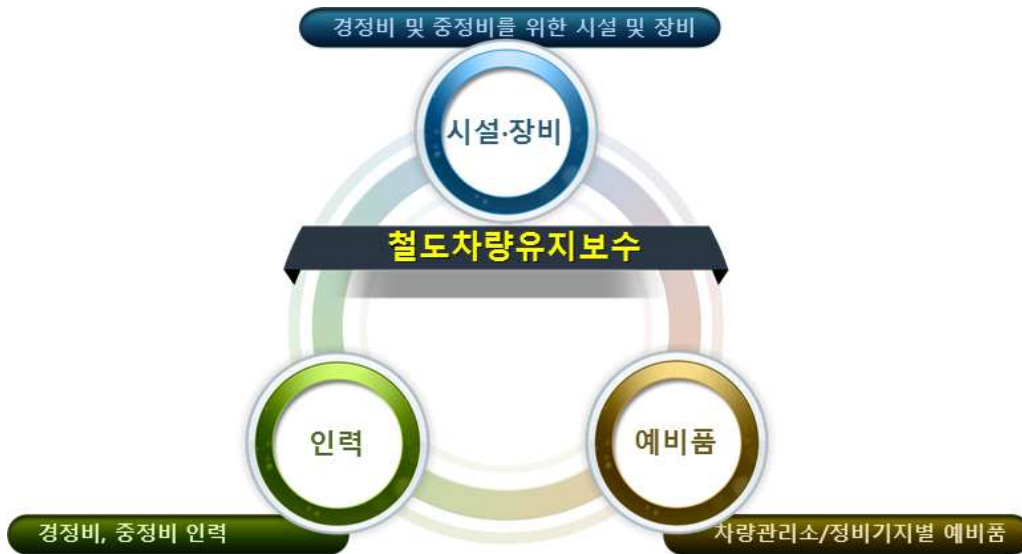 경정비 및 중정비를 위한 시설 및 장비
시설·장비
철도차량유지보수
인력
예비품
경정비, 중정비 인력
차량관리소/정비기지별 예비품